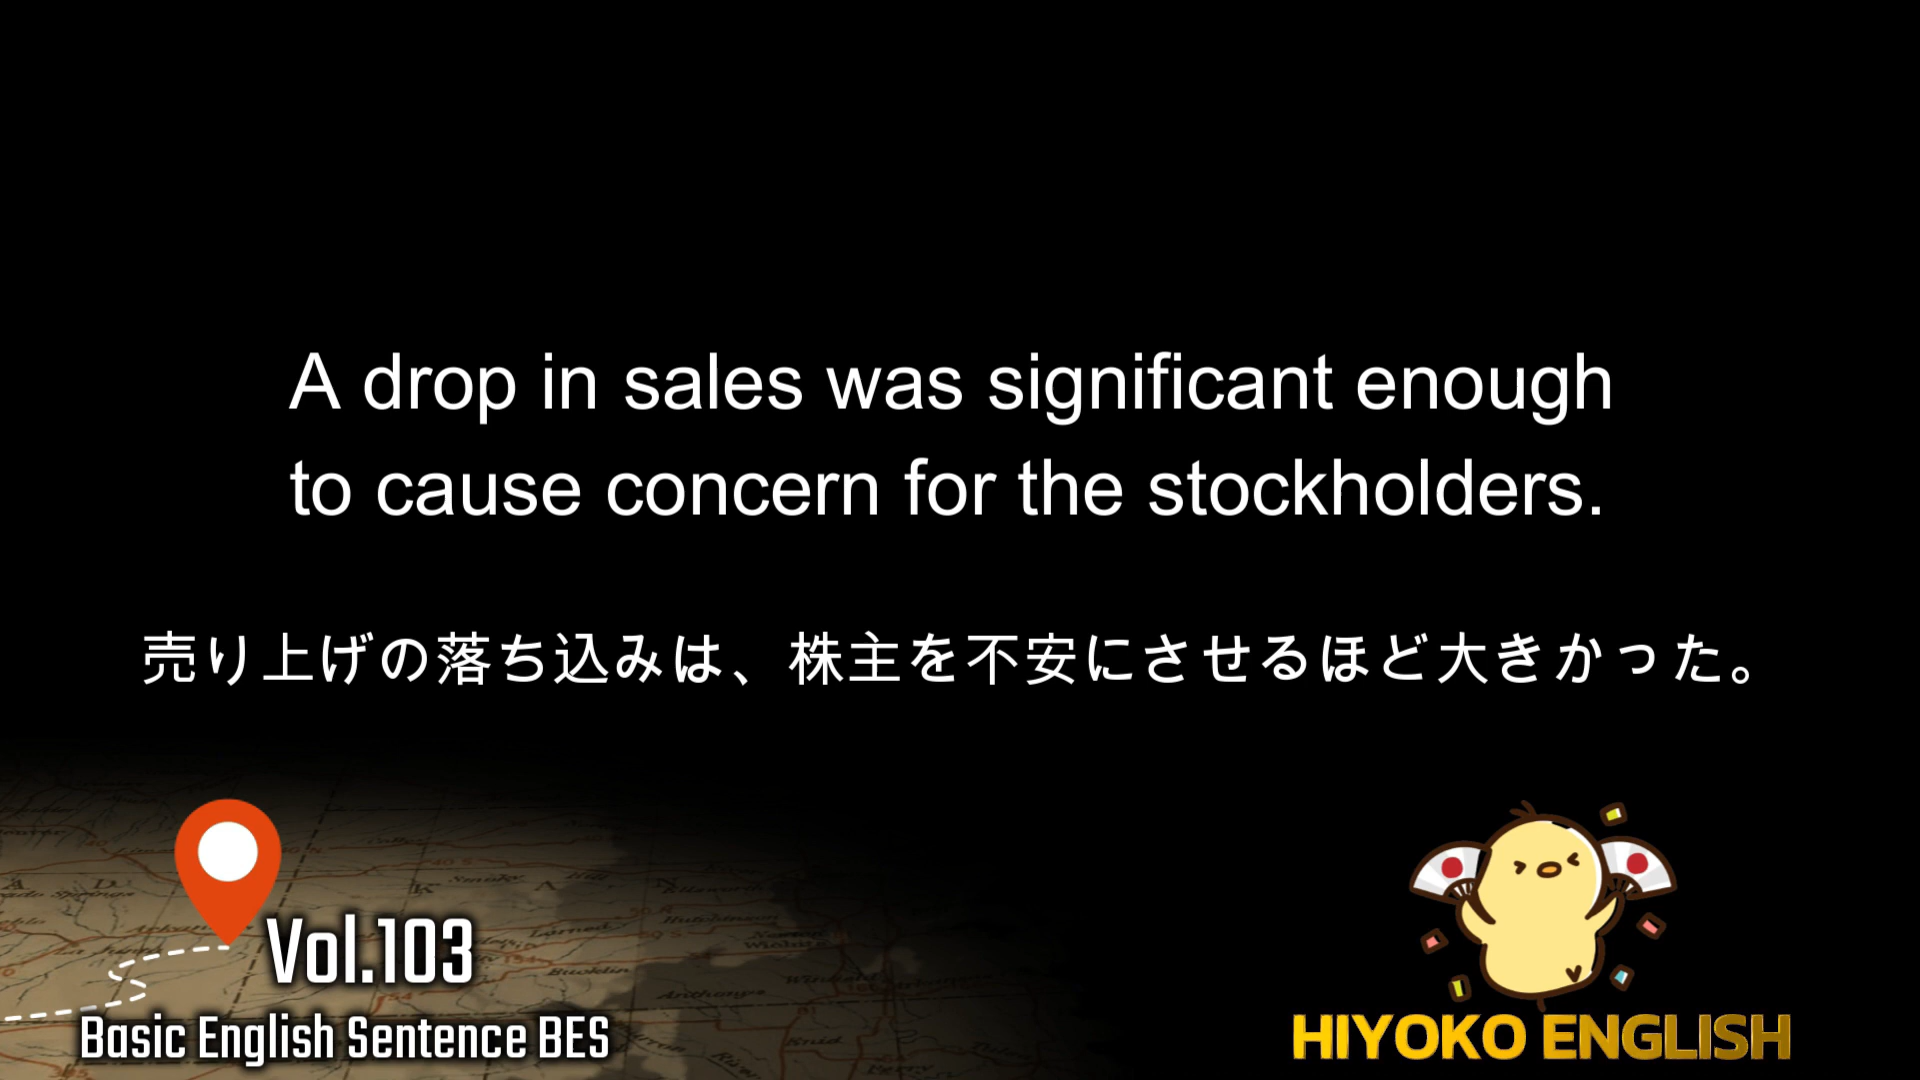 A drop in sales was significant enough
to cause concern for the stockholders.
売り上げの落ち込みは、株主を不安にさせるほど大きかった。
Vol.103
Basic English Sentence BES
HIYOKO ENGLISH